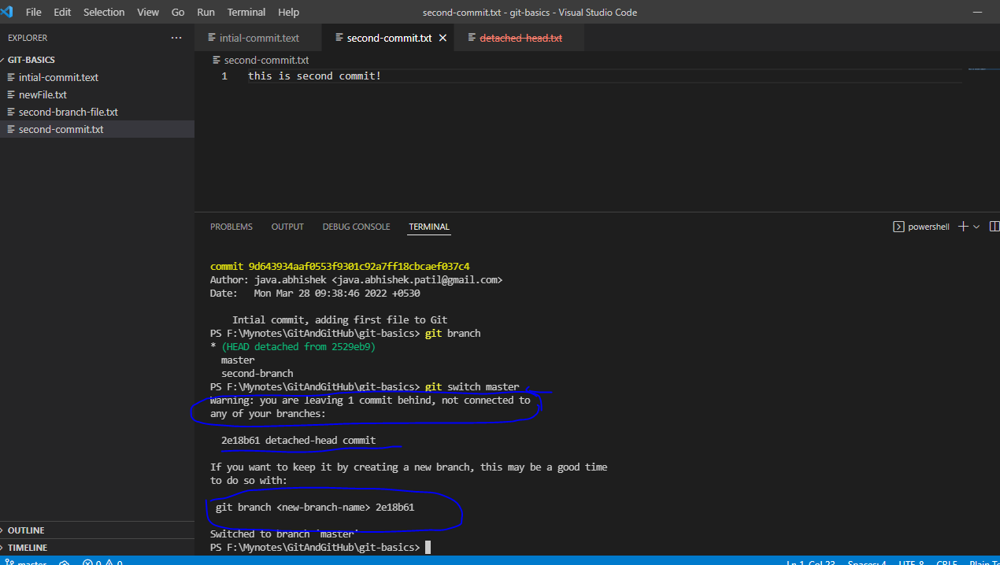 File Edit Selection View Go Run Terminal Help second-commit.txt - git-basics - Visual Studio Code
EXPLORER
GIT-BASICS
intial-commit.text
newFile.txt
second-branch-file.txt
second-commit.txt
OUTLINE
TIMELINE
intial-commit.text second-commit.txt detached-head.txt
second-commit.txt
1 this is second commit!
PROBLEMS OUTPUT DEBUG CONSOLE TERMINAL powershell
commit 9d643934aaf0553f9301c92a7ff18cbcaef037c4
Author: java.abhishek <java.abhishek.patil@gmail.com>
Date: Mon Mar 28 09:38:46 2022 +0530
Intial commit, adding first file to Git
PS F:\Mynotes\GitAndGitHub\git-basics> git branch
* (HEAD detached from 2529eb9)
master
second-branch
PS F:\Mynotes\GitAndGitHub\git-basics> git switch master
Warning: you are leaving 1 commit behind, not connected to
any of your branches:
2e18b61 detached-head commit
If you want to keep it by creating a new branch, this may be a good time
to do so with:
git branch <new-branch-name> 2e18b61
Switched to branch 'master'
PS F:\Mynotes\GitAndGitHub\git-basics>
master 0 0 Ln 1, Col 23 Spaces: 4 UTF-8 CRLF Plain